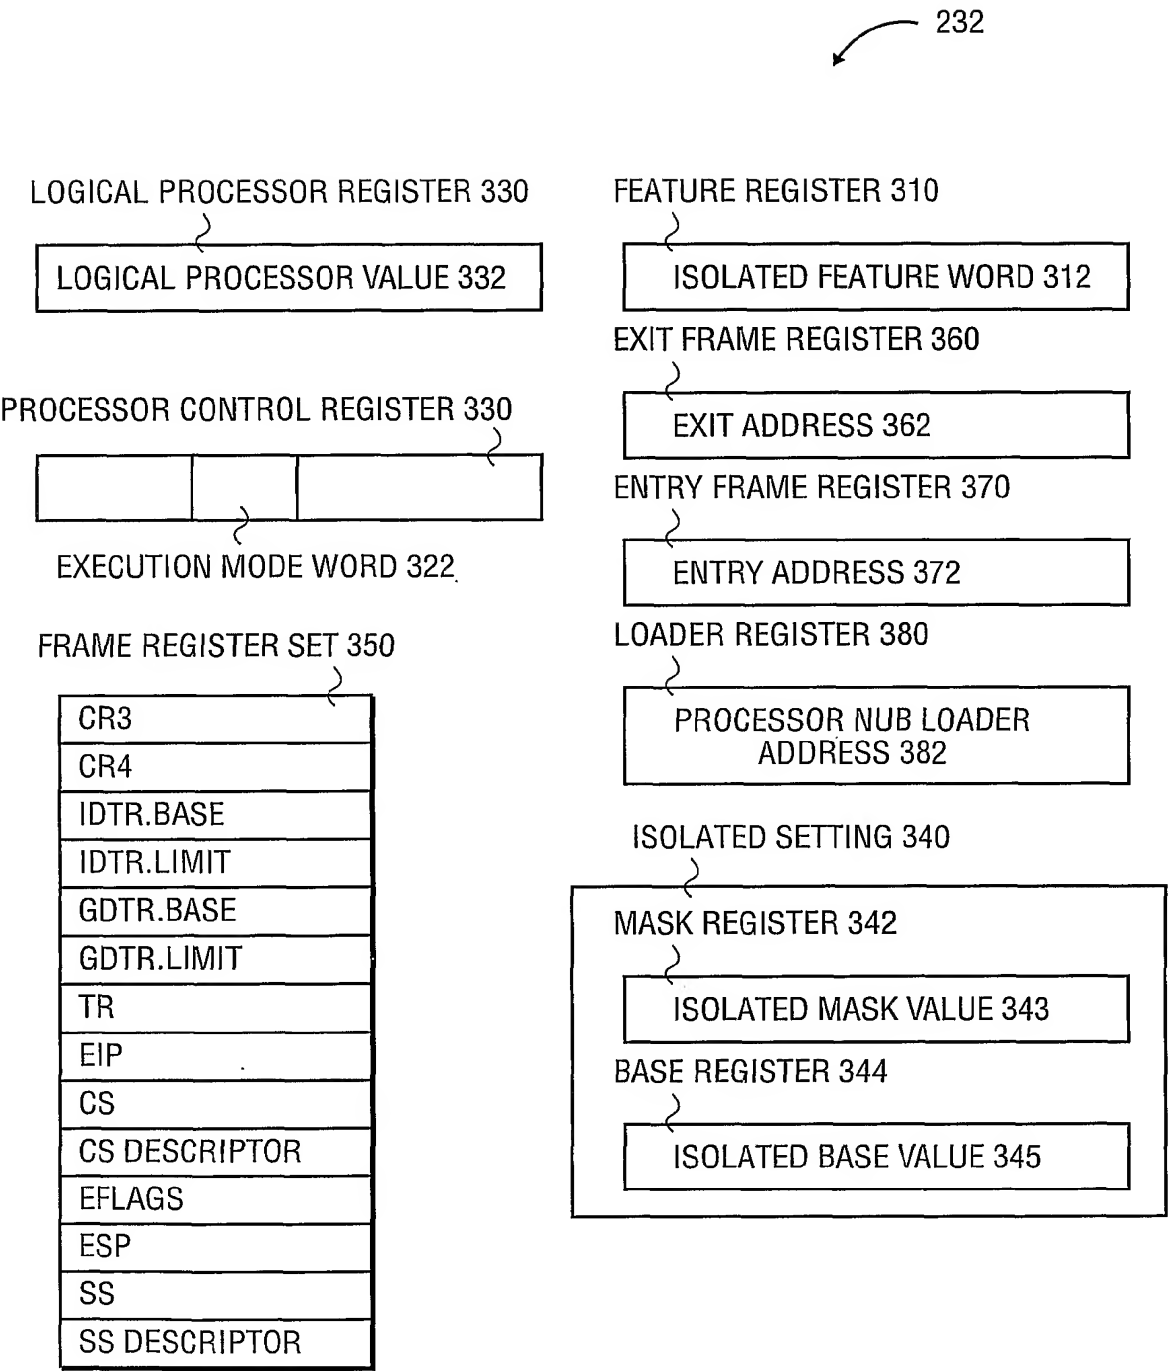 232
LOGICAL PROCESSOR REGISTER 330
LOGICAL PROCESSOR VALUE 332
PROCESSOR CONTROL REGISTER 330
EXECUTION MODE WORD 322
FRAME REGISTER SET 350
CR3
CR4
IDTR.BASE
IDTR.LIMIT
GDTR.BASE
GDTR.LIMIT
TR
EIP
CS
CS DESCRIPTOR
EFLAGS
ESP
SS
SS DESCRIPTOR
FEATURE REGISTER 310
ISOLATED FEATURE WORD 312
EXIT FRAME REGISTER 360
EXIT ADDRESS 362
ENTRY FRAME REGISTER 370
ENTRY ADDRESS 372
LOADER REGISTER 380
PROCESSOR NUB LOADER
ADDRESS 382
ISOLATED SETTING 340
MASK REGISTER 342
ISOLATED MASK VALUE 343
BASE REGISTER 344
ISOLATED BASE VALUE 345